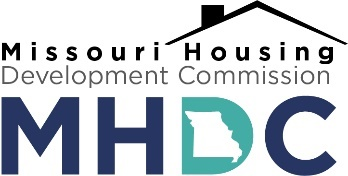 Missouri Housing
Development Commission
MHDC